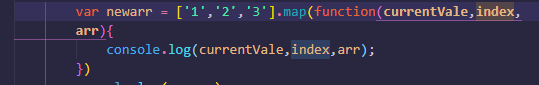 var newarr = ['1','2','3'].map(function(currentVale,index,
arr){
console.log(currentVale,index,arr);
})